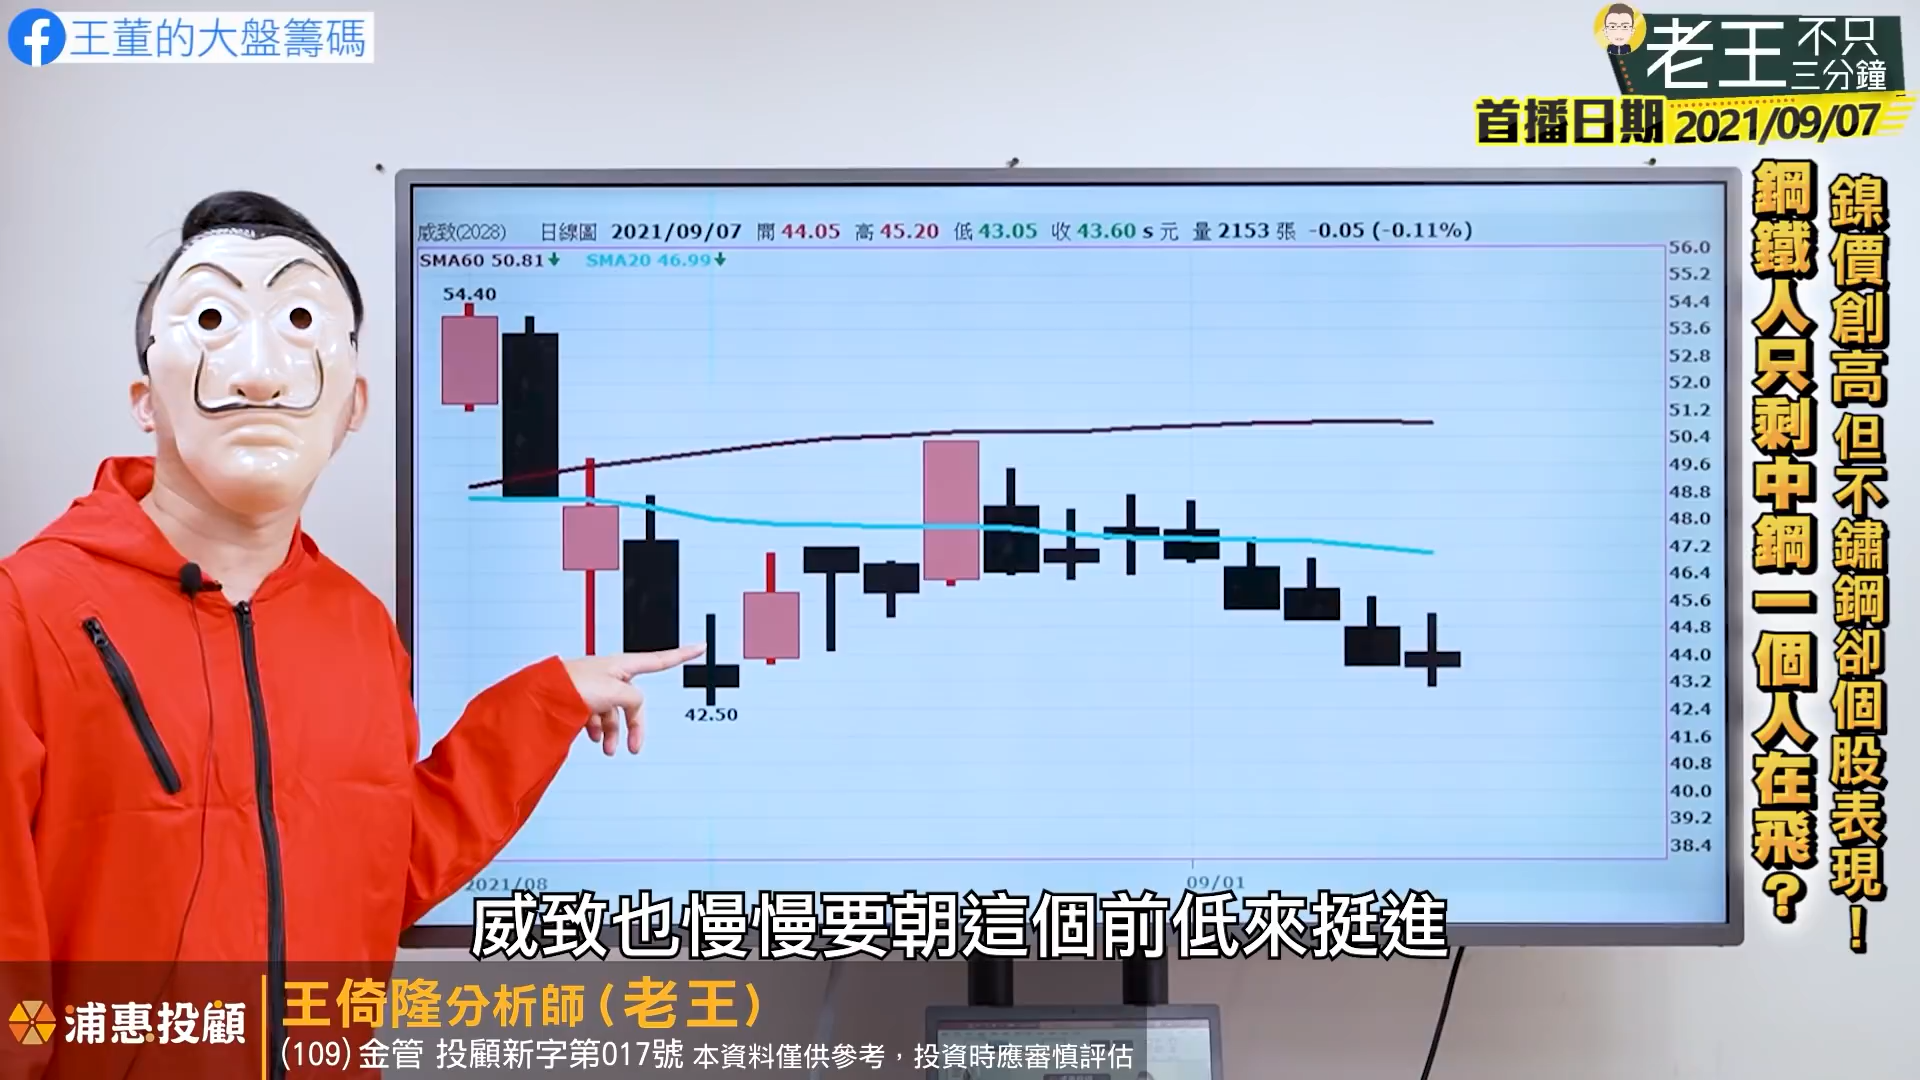 王董的大盤籌碼
老王 不只三分鐘
首播日期 2021/09/07
鎳價創高 但不鏽鋼卻個股表現！
鋼鐵人只剩中鋼一個人在飛？
威致(2028) 日線圖 2021/09/07 開 44.05 高 45.20 低 43.05 收 43.60 s 元 量 2153 張 -0.05 (-0.11%)
SMA60 50.81↓ SMA20 46.99↓
54.40
42.50
56.0
55.2
54.4
53.6
52.8
52.0
51.2
50.4
49.6
48.8
48.0
47.2
46.4
45.6
44.8
44.0
43.2
42.4
41.6
40.8
40.0
39.2
38.4
2021/08 09/01
威致也慢慢要朝這個前低來挺進
浦惠投顧
王倚隆分析師(老王)
(109) 金管 投顧新字第017號 本資料僅供參考，投資時應審慎評估